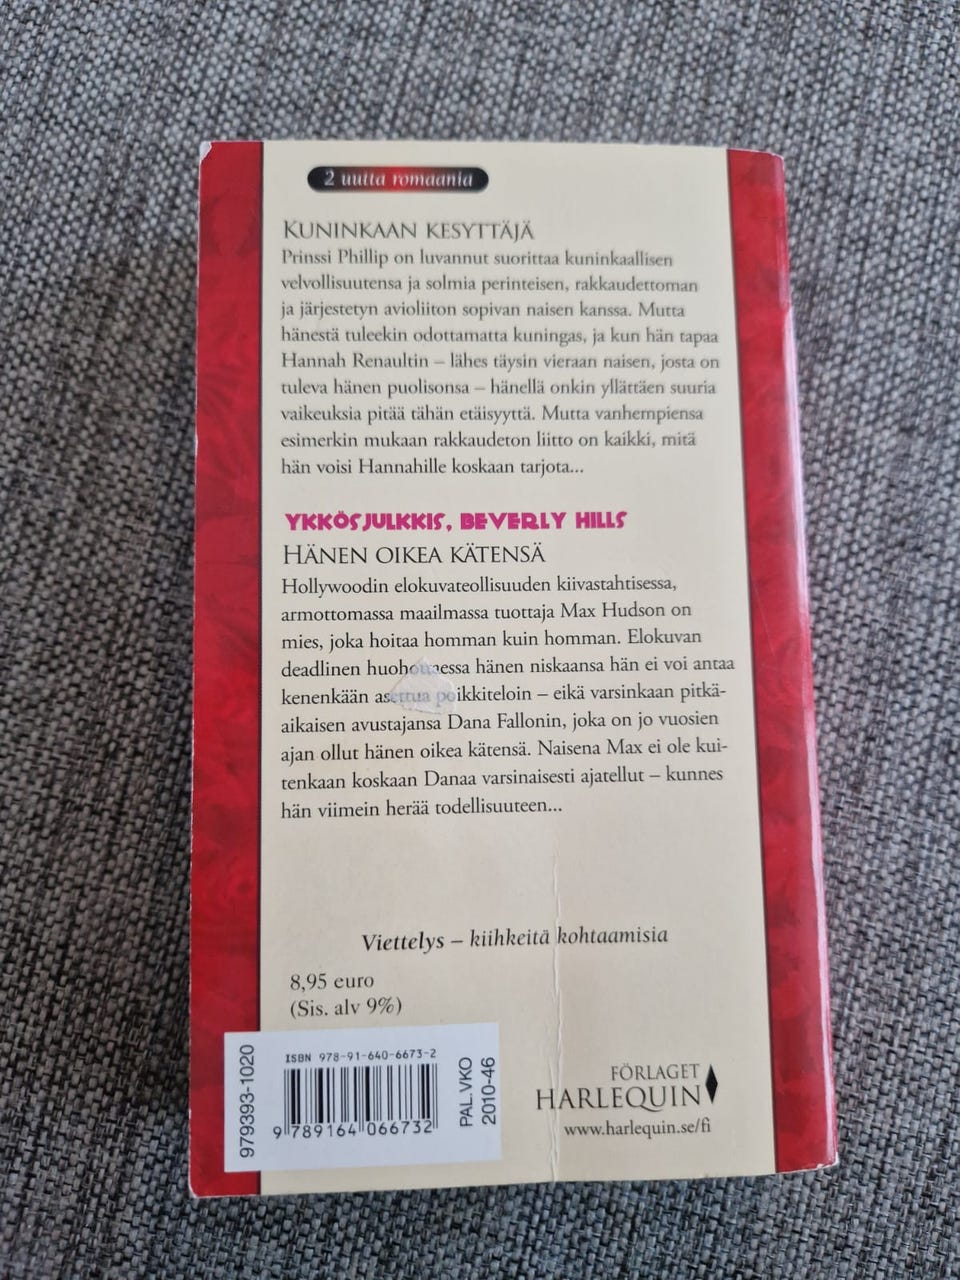 2 uutta romaania
KUNINKAAN KESYTTÄJÄ
Prinssi Phillip on luvannut suorittaa kuninkaallisen
velvollisuutensa ja solmia perinteisen, rakkaudettoman
ja järjestetyn avioliiton sopivan naisen kanssa. Mutta
hänestä tuleekin odottamatta kuningas, ja kun hän tapaa
Hannah Renaultin – lähes täysin vieraan naisen, josta on
tuleva hänen puolisonsa – hänellä onkin yllättäen suuria
vaikeuksia pitää tähän etäisyyttä. Mutta vanhempiensa
esimerkin mukaan rakkaudeton liitto on kaikki, mitä
hän voisi Hannahille koskaan tarjota...
YKKÖSJULKKIS, BEVERLY HILLS
HÄNEN OIKEA KÄTENSÄ
Hollywoodin elokuvateollisuuden kiivastahtisessa,
armottomassa maailmassa tuottaja Max Hudson on
mies, joka hoitaa homman kuin homman. Elokuvan
deadlinen huohottaessa hänen niskaansa hän ei voi antaa
kenenkään asettua poikkiteloin – eikä varsinkaan pitkä-
aikaisen avustajansa Dana Fallonin, joka on jo vuosien
ajan ollut hänen oikea kätensä. Naisena Max ei ole kui-
tenkaan koskaan Danaa varsinaisesti ajatellut – kunnes
hän viimein herää todellisuuteen...
Viettelys – kiihkeitä kohtaamisia
8,95 euro
(Sis. alv 9%)
979393-1020
ISBN 978-91-640-6673-2
9 789164 066732
PAL.VKO
2010-46
FÖRLAGET
HARLEQUIN
www.harlequin.se/fi